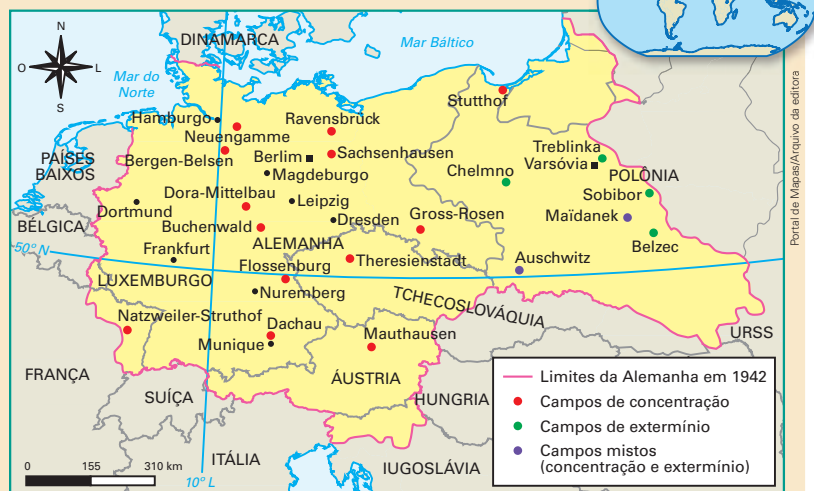 N
O
L
S
DINAMARCA
Mar Báltico
Mar do
Norte
Stutthof
Hamburgo
Ravensbrück
Neuengamme
PAÍSES
BAIXOS
Bergen-Belsen
Berlim
Sachsenhausen
Treblinka
Varsóvia
Magdeburgo
Chelmno
POLÔNIA
Sobibor
Dora-Mittelbau
Leipzig
Dortmund
Dresden
Gross-Rosen
Maïdanek
BÉLGICA
Buchenwald
ALEMANHA
Belzec
50º N
Frankfurt
Theresienstadt
Auschwitz
Flossenburg
LUXEMBURGO
Nuremberg
TCHECOSLOVÁQUIA
Natzweiler-Struthof
Dachau
Mauthausen
URSS
Munique
FRANÇA
ÁUSTRIA
SUÍÇA
HUNGRIA
ITÁLIA
IUGOSLÁVIA
10º L
0 155 310 km
Limites da Alemanha em 1942
Campos de concentração
Campos de extermínio
Campos mistos
(concentração e extermínio)
Portal de Mapas/Arquivo da editora